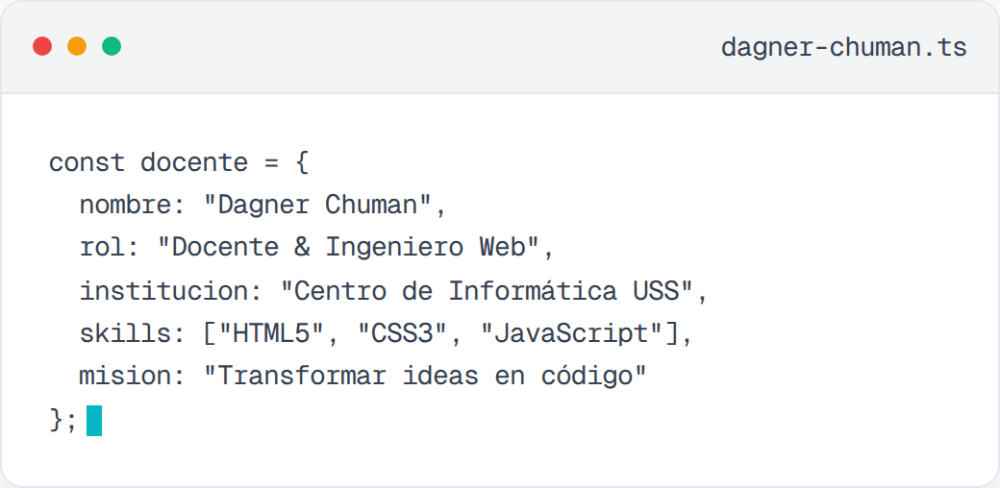 dagner-chuman.ts
const docente = {
  nombre: "Dagner Chuman",
  rol: "Docente & Ingeniero Web",
  institucion: "Centro de Informática USS",
  skills: ["HTML5", "CSS3", "JavaScript"],
  mision: "Transformar ideas en código"
};